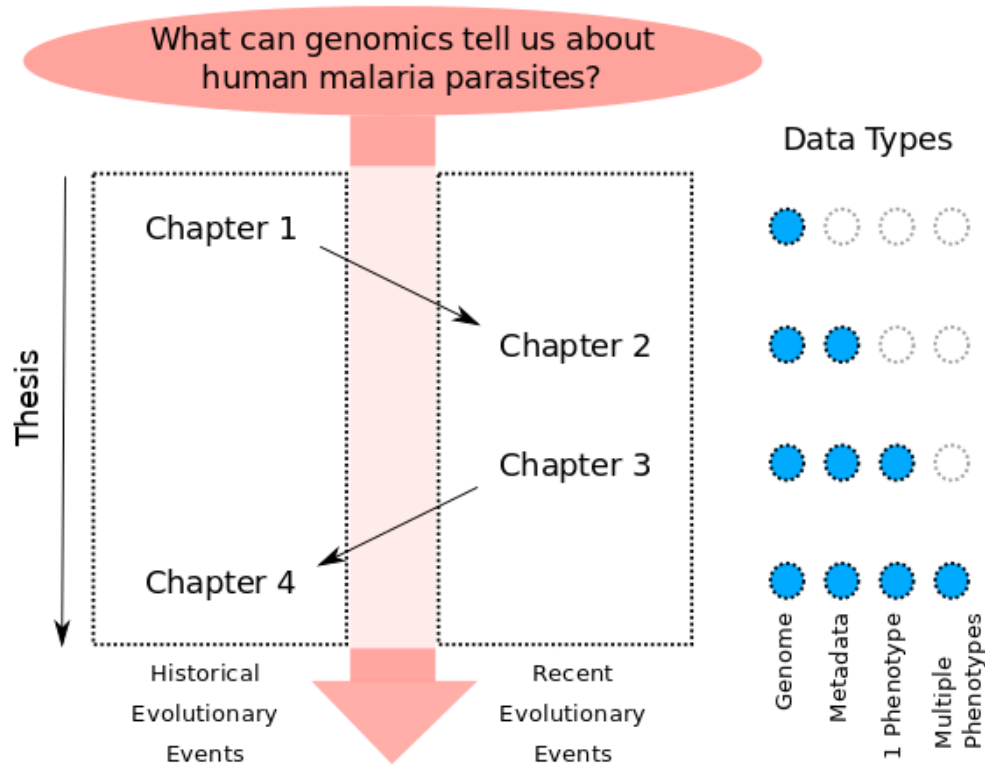 What can genomics tell us about
human malaria parasites?
Data Types
Thesis
Chapter 1
Chapter 2
Chapter 3
Chapter 4
Historical
Evolutionary
Events
Recent
Evolutionary
Events
Genome
Metadata
1 Phenotype
Multiple
Phenotypes